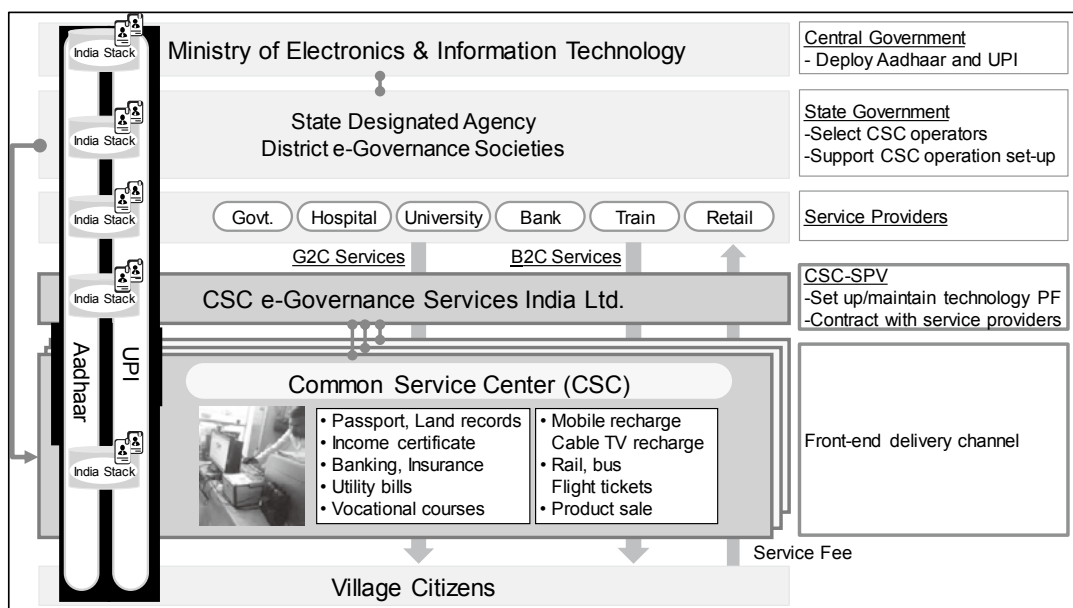 India Stack
Ministry of Electronics & Information Technology
Central Government
- Deploy Aadhaar and UPI
India Stack
State Designated Agency
District e-Governance Societies
State Government
-Select CSC operators
-Support CSC operation set-up
India Stack
Govt.
Hospital
University
Bank
Train
Retail
Service Providers
G2C Services
B2C Services
India Stack
CSC e-Governance Services India Ltd.
CSC-SPV
-Set up/maintain technology PF
-Contract with service providers
Aadhaar
UPI
Common Service Center (CSC)
• Passport, Land records
• Income certificate
• Banking, Insurance
• Utility bills
• Vocational courses
• Mobile recharge
Cable TV recharge
• Rail, bus
Flight tickets
• Product sale
Front-end delivery channel
India Stack
Service Fee
Village Citizens